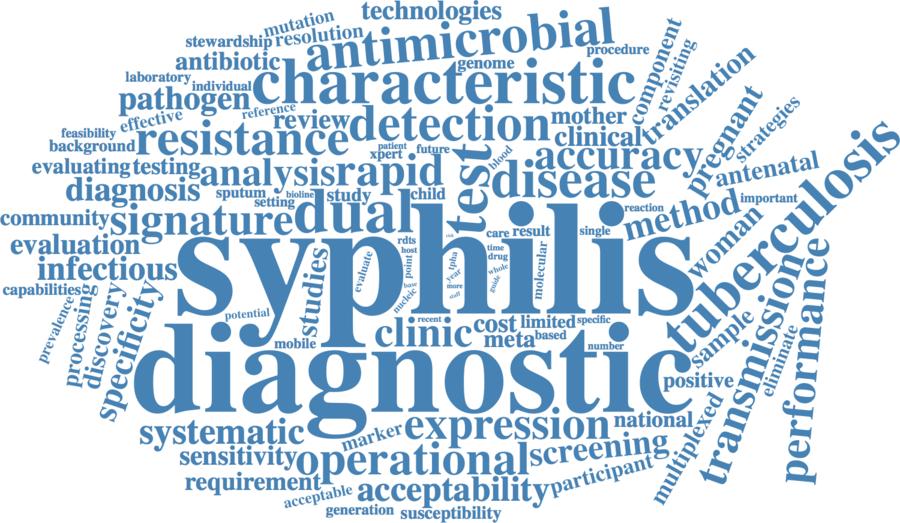 technologies
mutation
stewardship
resolution
antimicrobial
antibiotic
procedure
genome
laboratory
individual
characteristic
component
revisiting
translation
pathogen
effective
reference
review
detection
mother
clinical
feasibility
background
resistance
patient
xpert
future
blood
accuracy
pregnant
strategies
evaluating
testing
analysis
rapid
test
disease
antenatal
tuberculosis
diagnosis
sputum
bioline
setting
study
child
community
signature
dual
reaction
method
important
evaluation
care
result
single
woman
infectious
syphilis
studies
evaluate
rdts
host
point
base
nucleic
risk
tpha
year
more
staff
time
drug
whole
guide
molecular
capabilities
prevalence
processing
discovery
specificity
potential
mobile
recent
clinic
cost
limited
specific
meta
based
number
sample
transmission
eliminate
performance
diagnostic
positive
systematic
marker
expression
national
multiplexed
sensitivity
operational
screening
requirement
acceptable
acceptability
participant
generation
susceptibility